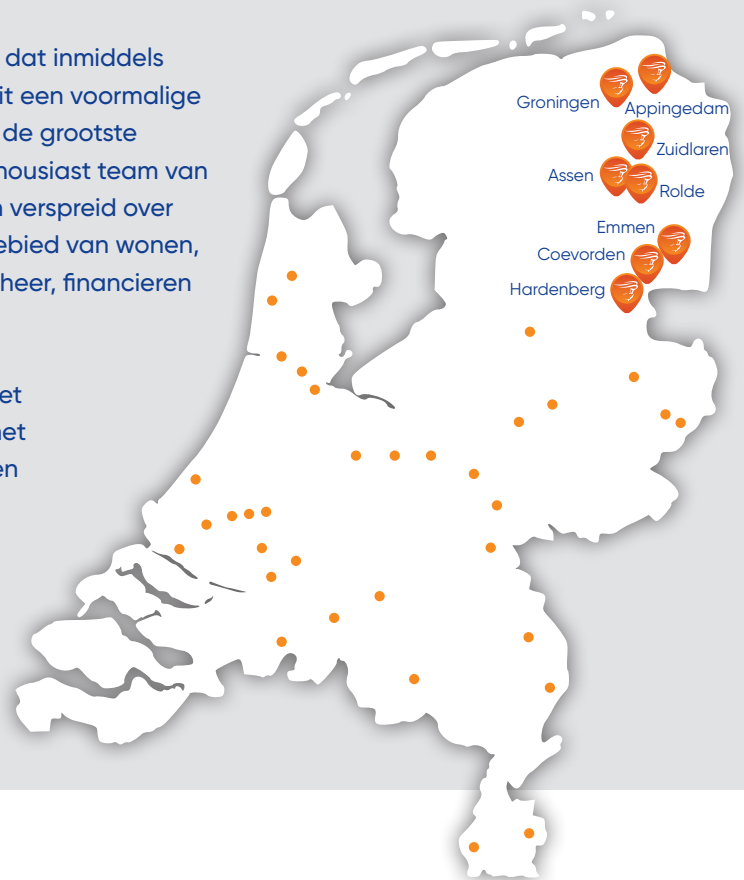 dat inmiddels
it een voormalige
de grootste
housiast team van
verspreid over
ebied van wonen,
heer, financieren
et
et
en
Groningen
Appingedam
Zuidlaren
Assen
Rolde
Emmen
Coevorden
Hardenberg